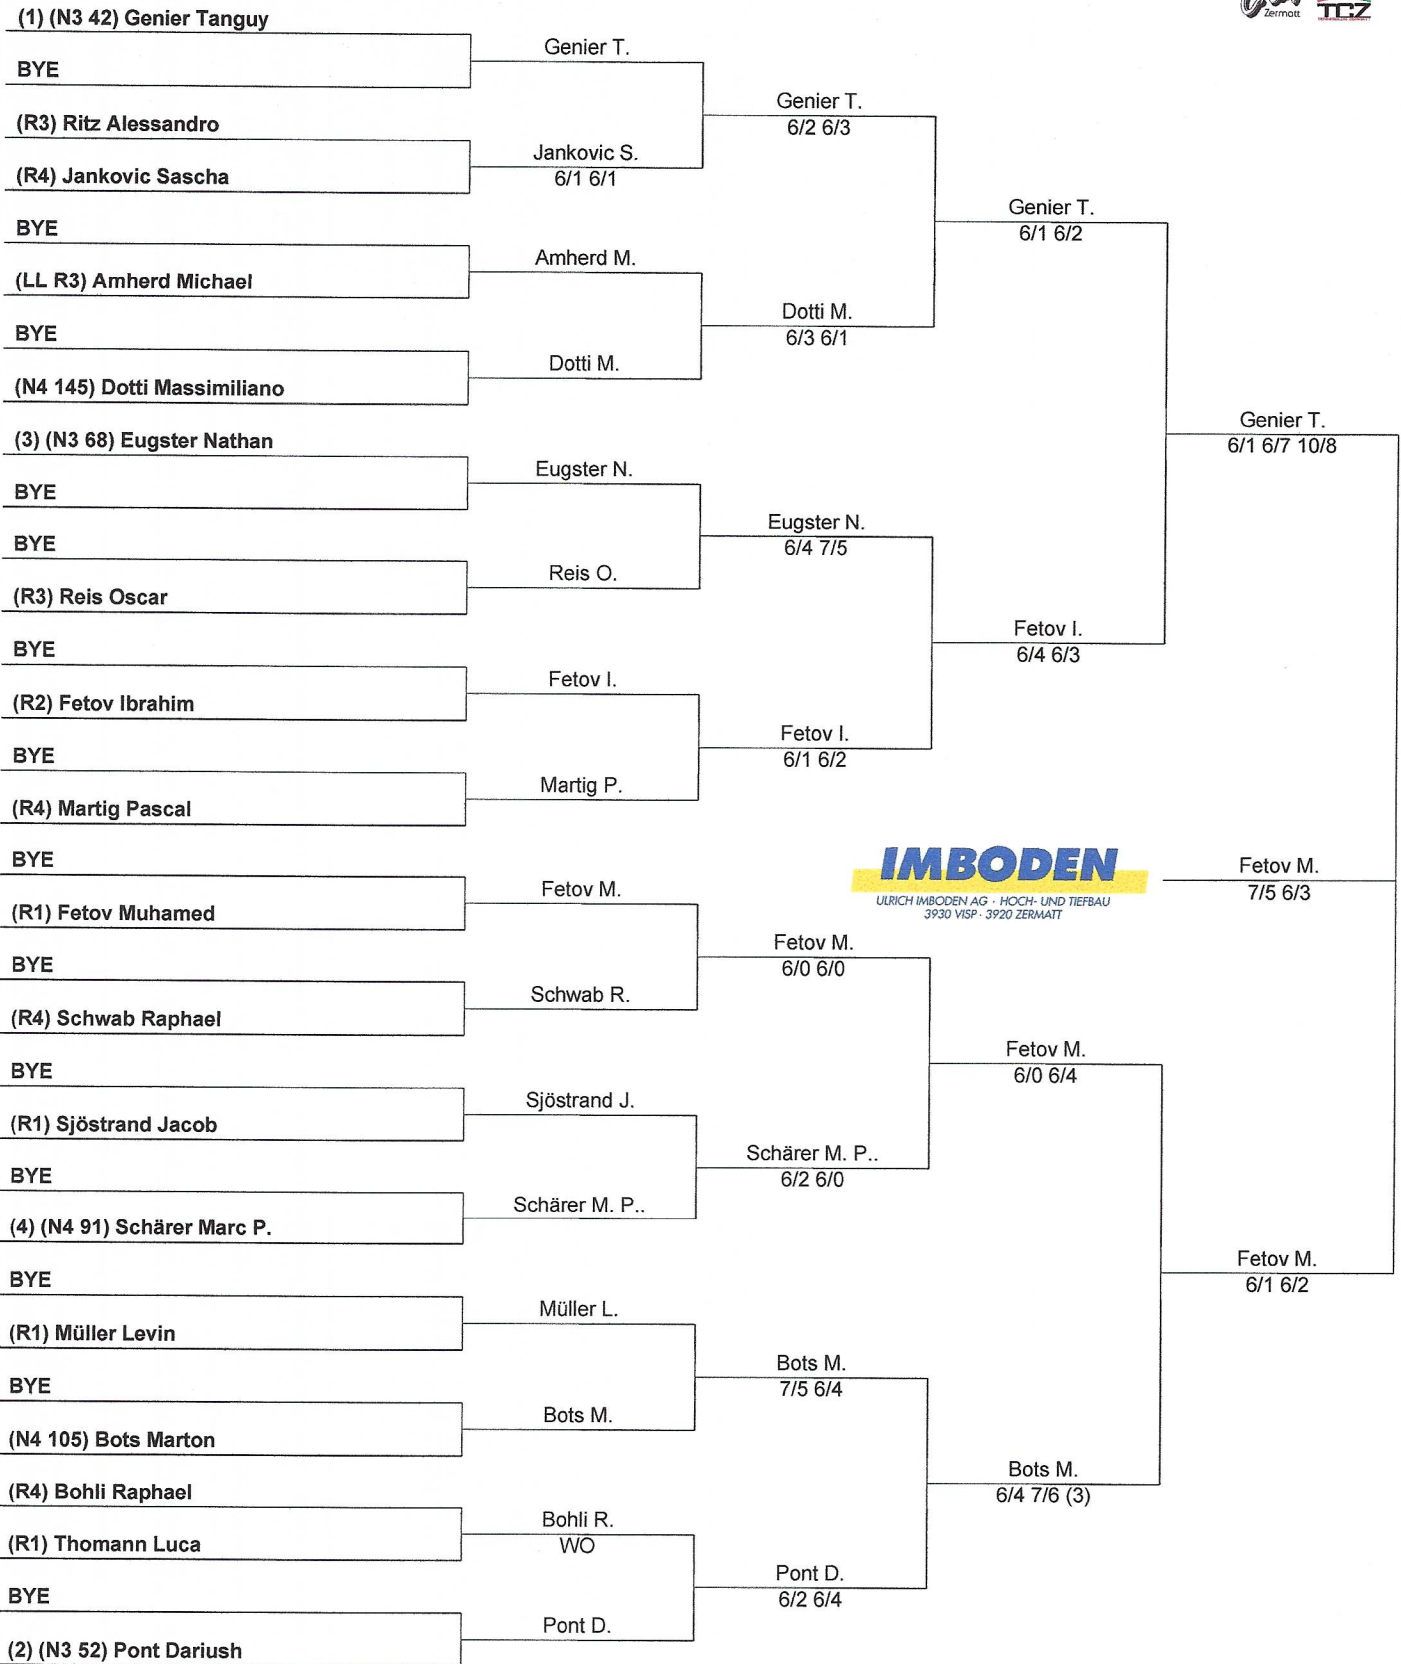 (1) (N3 42) Genier Tanguy
BYE
(R3) Ritz Alessandro
(R4) Jankovic Sascha
BYE
(LL R3) Amherd Michael
BYE
(N4 145) Dotti Massimiliano
(3) (N3 68) Eugster Nathan
BYE
BYE
(R3) Reis Oscar
BYE
(R2) Fetov Ibrahim
BYE
(R4) Martig Pascal
BYE
(R1) Fetov Muhamed
BYE
(R4) Schwab Raphael
BYE
(R1) Sjöstrand Jacob
BYE
(4) (N4 91) Schärer Marc P.
BYE
(R1) Müller Levin
BYE
(N4 105) Bots Marton
(R4) Bohli Raphael
(R1) Thomann Luca
BYE
(2) (N3 52) Pont Dariush
Genier T.
Jankovic S.
6/1 6/1
Amherd M.
Dotti M.
Eugster N.
Reis O.
Fetov I.
Martig P.
Fetov M.
Schwab R.
Sjöstrand J.
Schärer M. P..
Müller L.
Bots M.
Bohli R.
WO
Pont D.
Genier T.
6/2 6/3
Dotti M.
6/3 6/1
Eugster N.
6/4 7/5
Fetov I.
6/1 6/2
Fetov M.
6/0 6/0
Schärer M. P..
6/2 6/0
Bots M.
7/5 6/4
Pont D.
6/2 6/4
Genier T.
6/1 6/2
Fetov I.
6/4 6/3
Fetov M.
6/0 6/4
Bots M.
6/4 7/6 (3)
Genier T.
6/1 6/7 10/8
Fetov M.
6/1 6/2
Fetov M.
7/5 6/3
IMBODEN
ULRICH IMBODEN AG · HOCH- UND TIEFBAU
3930 VISP · 3920 ZERMATT
Zermatt
TCZ